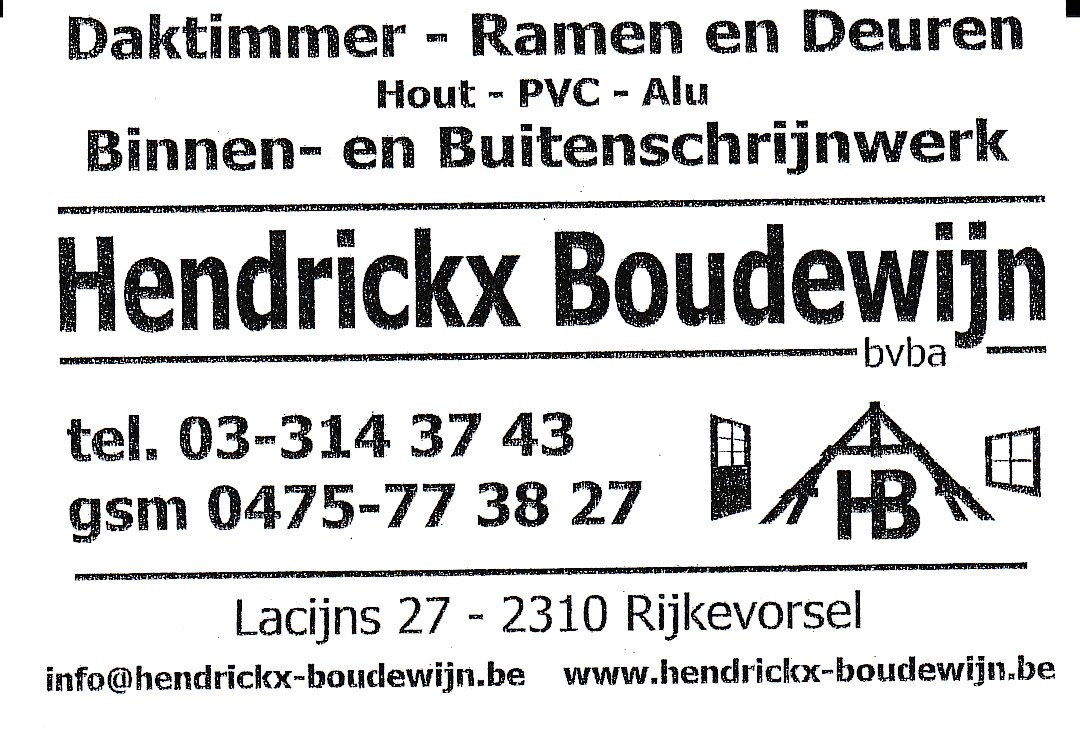 Daktimmer - Ramen en Deuren
Hout - PVC - Alu
Binnen- en Buitenschrijnwerk
Hendrickx Boudewijn
bvba
tel. 03-314 37 43
gsm 0475-77 38 27
HB
Lacijns 27 - 2310 Rijkevorsel
info@hendrickx-boudewijn.be www.hendrickx-boudewijn.be